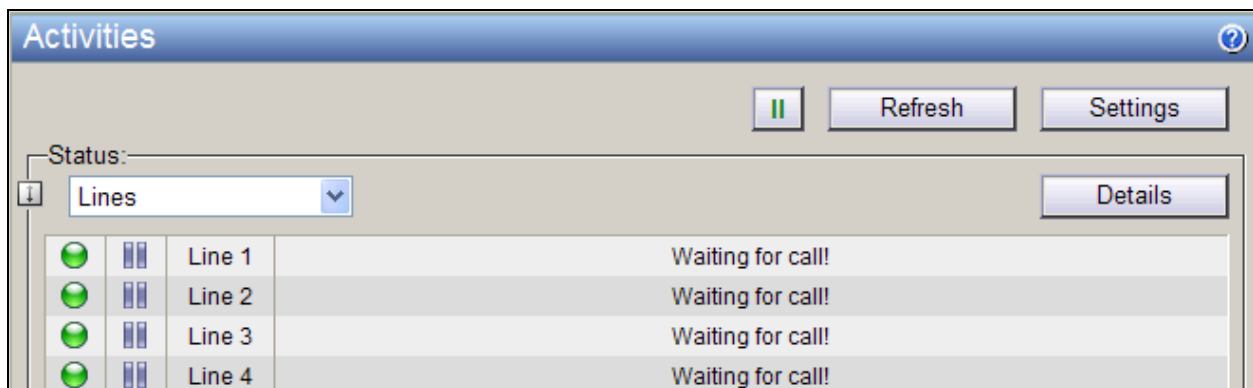 Activities
Refresh Settings
Status:
Lines Details
Line 1 Waiting for call!
Line 2 Waiting for call!
Line 3 Waiting for call!
Line 4 Waiting for call!